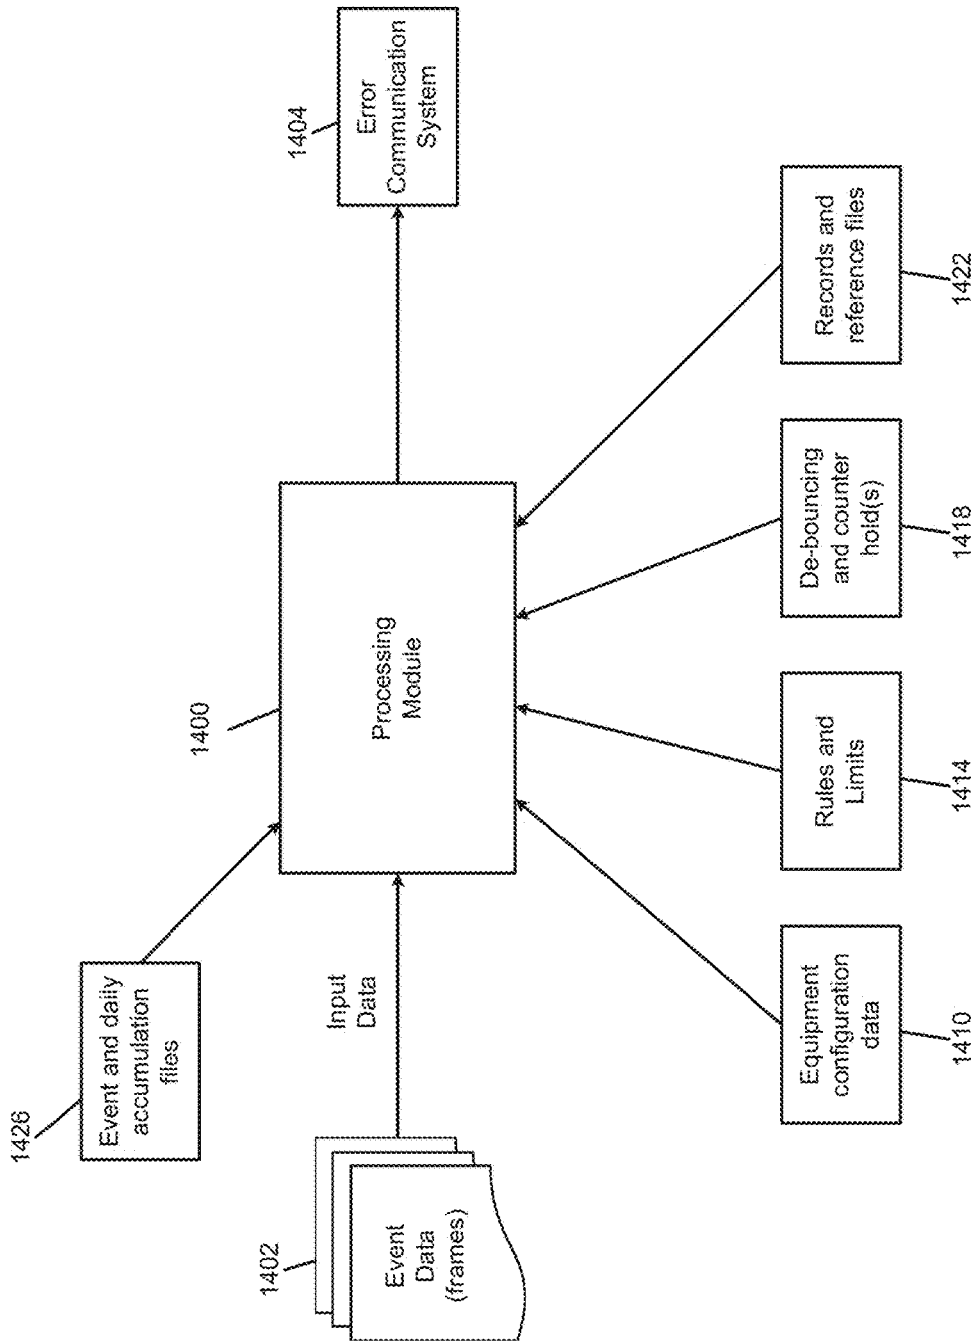 1426
Event and daily
accumulation
files
1404
Error
Communication
System
1400
Processing
Module
1402
Event
Data
(frames)
Input
Data
Equipment
configuration
data
1410
Rules and
Limits
1414
De-bouncing
and counter
hold(s)
1418
Records and
reference files
1422